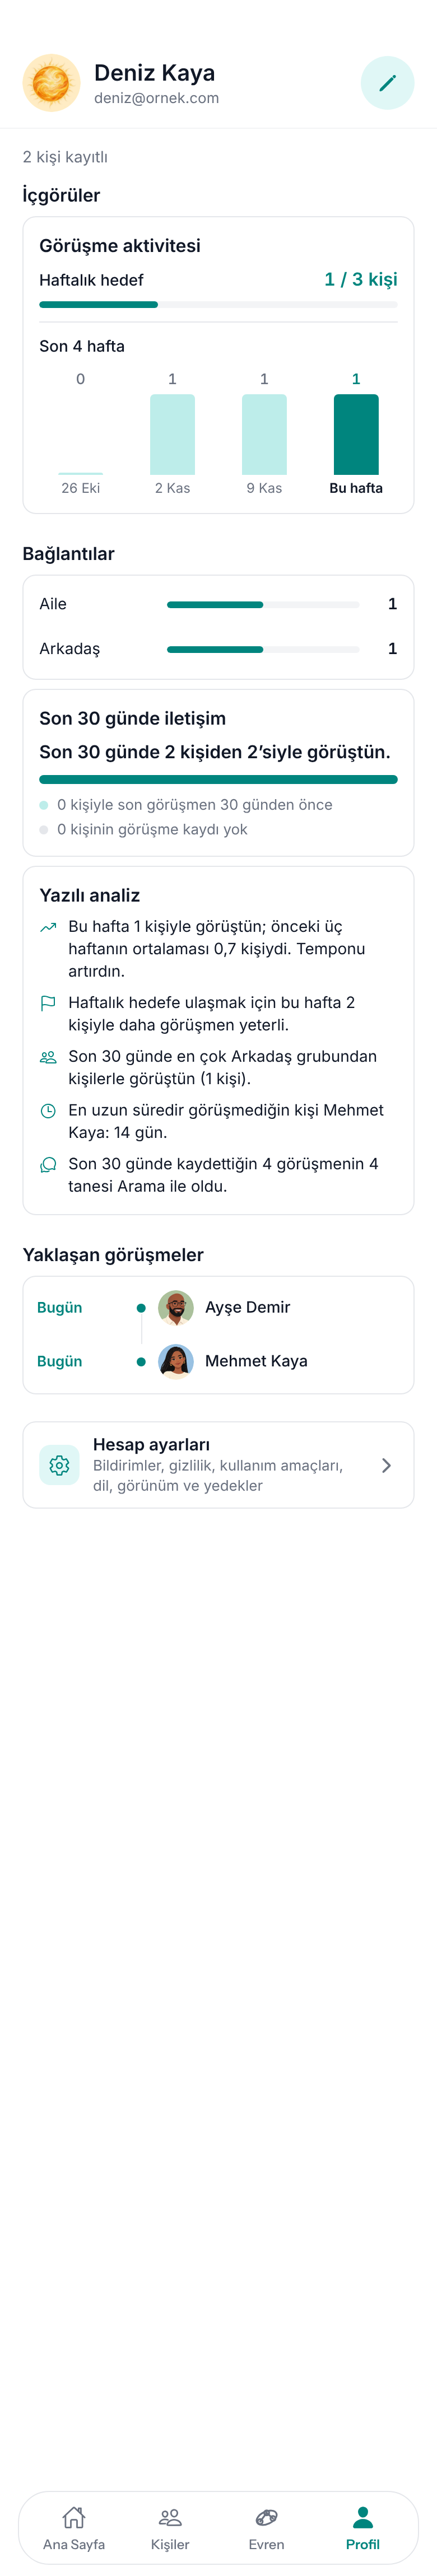 Deniz Kaya
deniz@ornek.com
2 kişi kayıtlı
İçgörüler
Görüşme aktivitesi
Haftalık hedef 1 / 3 kişi
Son 4 hafta
0 1 1 1
26 Eki 2 Kas 9 Kas Bu hafta
Bağlantılar
Aile 1
Arkadaş 1
Son 30 günde iletişim
Son 30 günde 2 kişiden 2’siyle görüştün.
0 kişiyle son görüşmen 30 günden önce
0 kişinin görüşme kaydı yok
Yazılı analiz
Bu hafta 1 kişiyle görüştün; önceki üç
haftanın ortalaması 0,7 kişiydi. Temponu
artırdın.
Haftalık hedefe ulaşmak için bu hafta 2
kişiyle daha görüşmen yeterli.
Son 30 günde en çok Arkadaş grubundan
kişilerle görüştün (1 kişi).
En uzun süredir görüşmediğin kişi Mehmet
Kaya: 14 gün.
Son 30 günde kaydettiğin 4 görüşmenin 4
tanesi Arama ile oldu.
Yaklaşan görüşmeler
Bugün Ayşe Demir
Bugün Mehmet Kaya
Hesap ayarları
Bildirimler, gizlilik, kullanım amaçları,
dil, görünüm ve yedekler
Ana Sayfa Kişiler Evren Profil